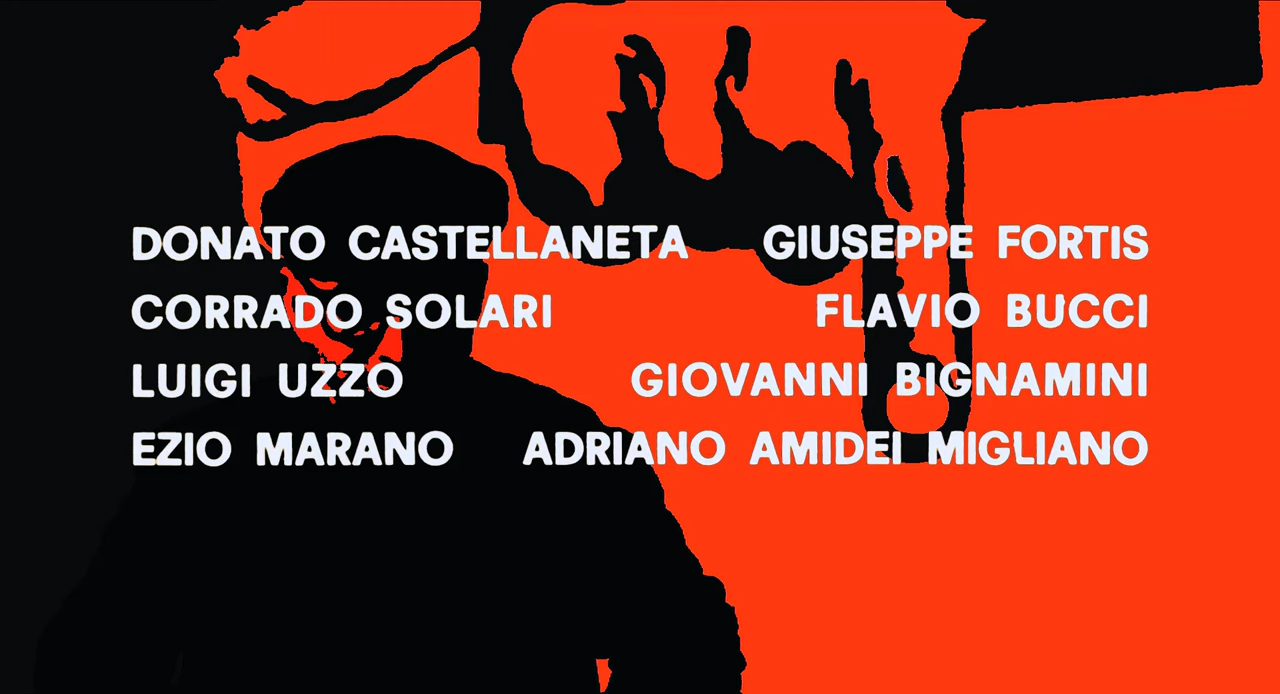 DONATO CASTELLANETA GIUSEPPE FORTIS
CORRADO SOLARI FLAVIO BUCCI
LUIGI UZZO GIOVANNI BIGNAMINI
EZIO MARANO ADRIANO AMIDEI MIGLIANO